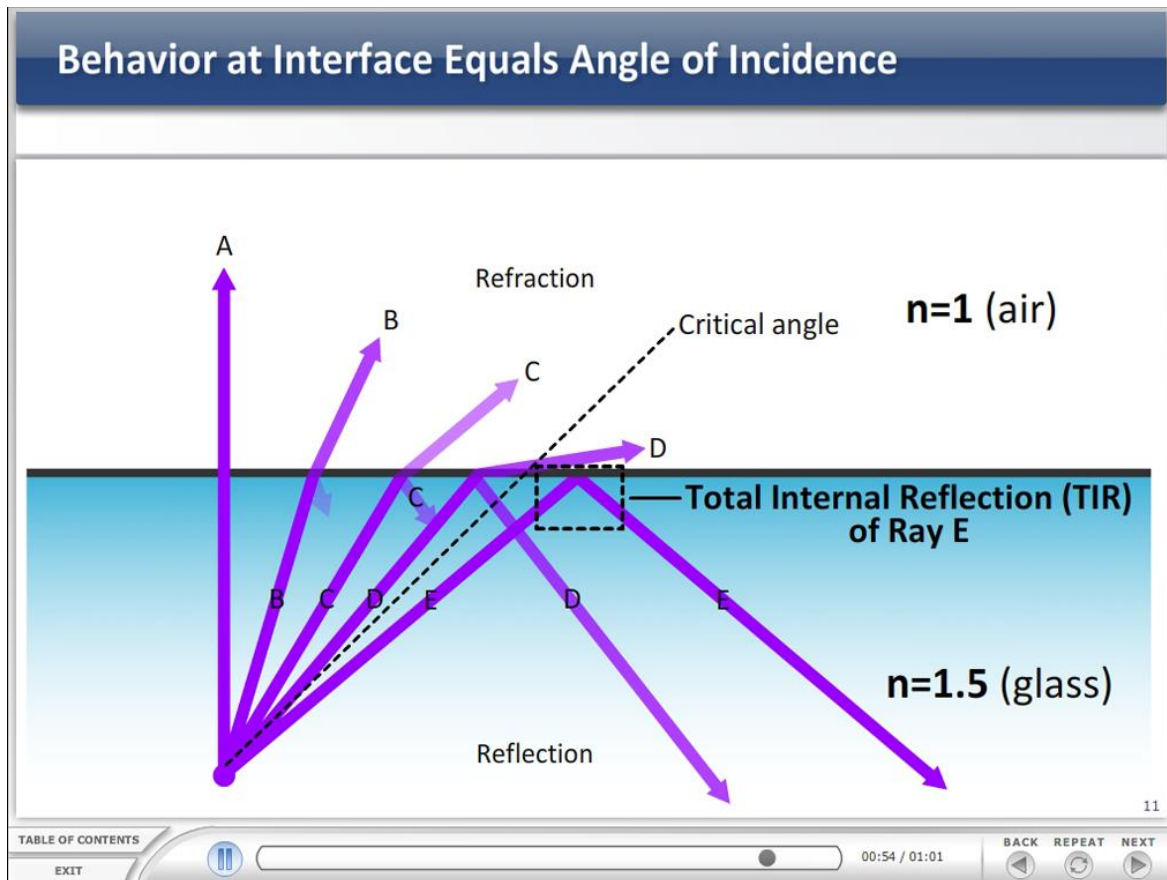 Behavior at Interface Equals Angle of Incidence
A
Refraction
n=1 (air)
B
Critical angle
C
D
C
Total Internal Reflection (TIR)
of Ray E
B
C
D
E
D
E
n=1.5 (glass)
Reflection
11
TABLE OF CONTENTS
EXIT
00:54 / 01:01
BACK REPEAT NEXT